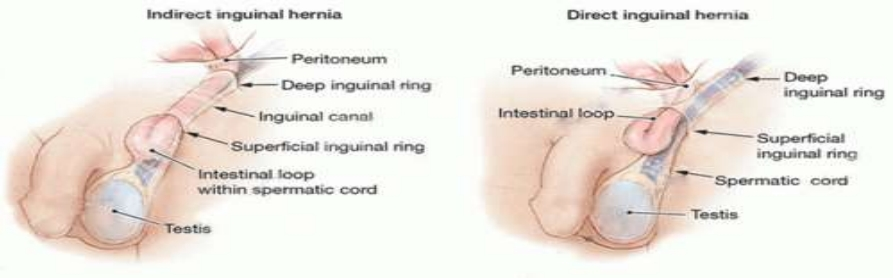 Indirect inguinal hernia
Peritoneum
Deep inguinal ring
Inguinal canal
Superficial inguinal ring
Intestinal loop
within spermatic cord
Testis
Direct inguinal hernia
Peritoneum
Deep
inguinal ring
Intestinal loop
Superficial
inguinal ring
Spermatic cord
Testis